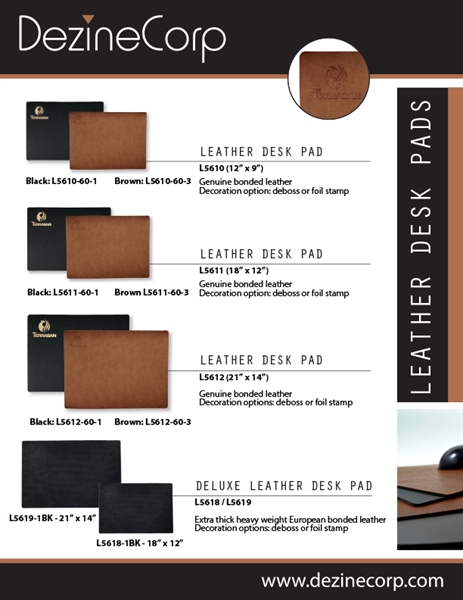 DezineCorp
TERRABAN
LEATHER DESK PADS
TERRABAN
LEATHER DESK PAD
L5610 (12” x 9”)
Black: L5610-60-1 Brown: L5610-60-3
Genuine bonded leather
Decoration option: deboss or foil stamp
TERRABAN
LEATHER DESK PAD
L5611 (18” x 12”)
Black: L5611-60-1 Brown L5611-60-3
Genuine bonded leather
Decoration options: deboss or foil stamp
TERRABAN
LEATHER DESK PAD
L5612 (21” x 14”)
Genuine bonded leather
Decoration options: deboss or foil stamp
Black: L5612-60-1 Brown: L5612-60-3
DELUXE LEATHER DESK PAD
L5618 / L5619
L5619-1BK - 21” x 14”
Extra thick heavy weight European bonded leather
Decoration options: deboss or foil stamp
L5618-1BK - 18” x 12”
www.dezinecorp.com